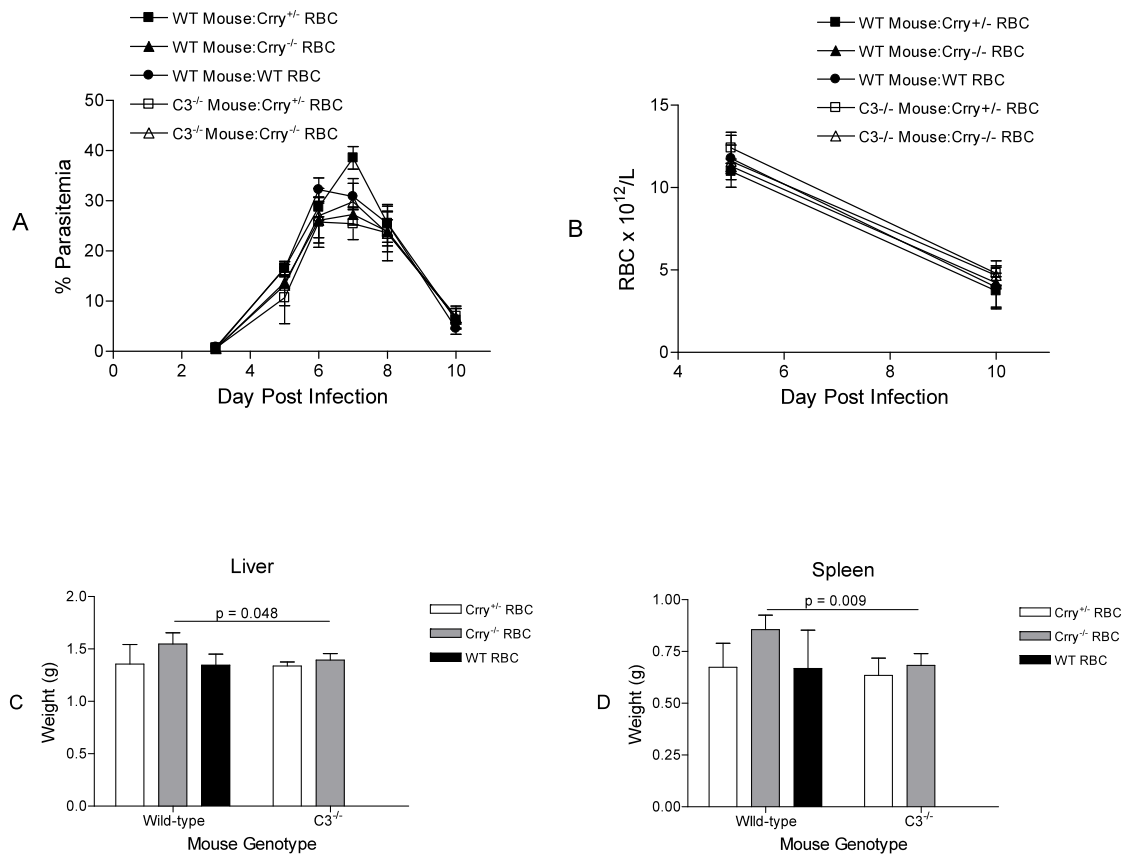 WT Mouse:Crry+/- RBC
WT Mouse:Crry-/- RBC
WT Mouse:WT RBC
C3-/- Mouse:Crry+/- RBC
C3-/- Mouse:Crry-/- RBC
A
% Parasitemia
50
40
30
20
10
0
0 2 4 6 8 10
Day Post Infection
WT Mouse:Crry+/- RBC
WT Mouse:Crry-/- RBC
WT Mouse:WT RBC
C3-/- Mouse:Crry+/- RBC
C3-/- Mouse:Crry-/- RBC
B
RBC x 10^12/L
15
10
5
0
4 6 8 10
Day Post Infection
Liver
p = 0.048
Crry+/- RBC
Crry-/- RBC
WT RBC
C
Weight (g)
2.0
1.5
1.0
0.5
0.0
Wild-type C3-/-
Mouse Genotype
Spleen
p = 0.009
Crry+/- RBC
Crry-/- RBC
WT RBC
D
Weight (g)
1.00
0.75
0.50
0.25
0.00
WIld-type C3-/-
Mouse Genotype